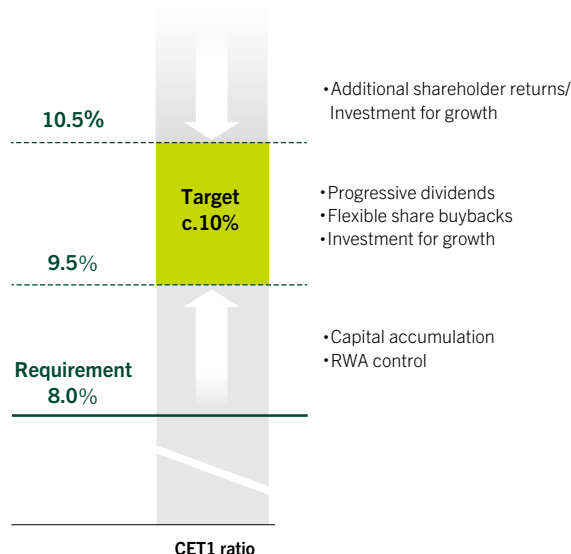 •Additional shareholder returns/
Investment for growth
10.5%
Target
c.10%
•Progressive dividends
•Flexible share buybacks
•Investment for growth
9.5%
•Capital accumulation
•RWA control
Requirement
8.0%
CET1 ratio